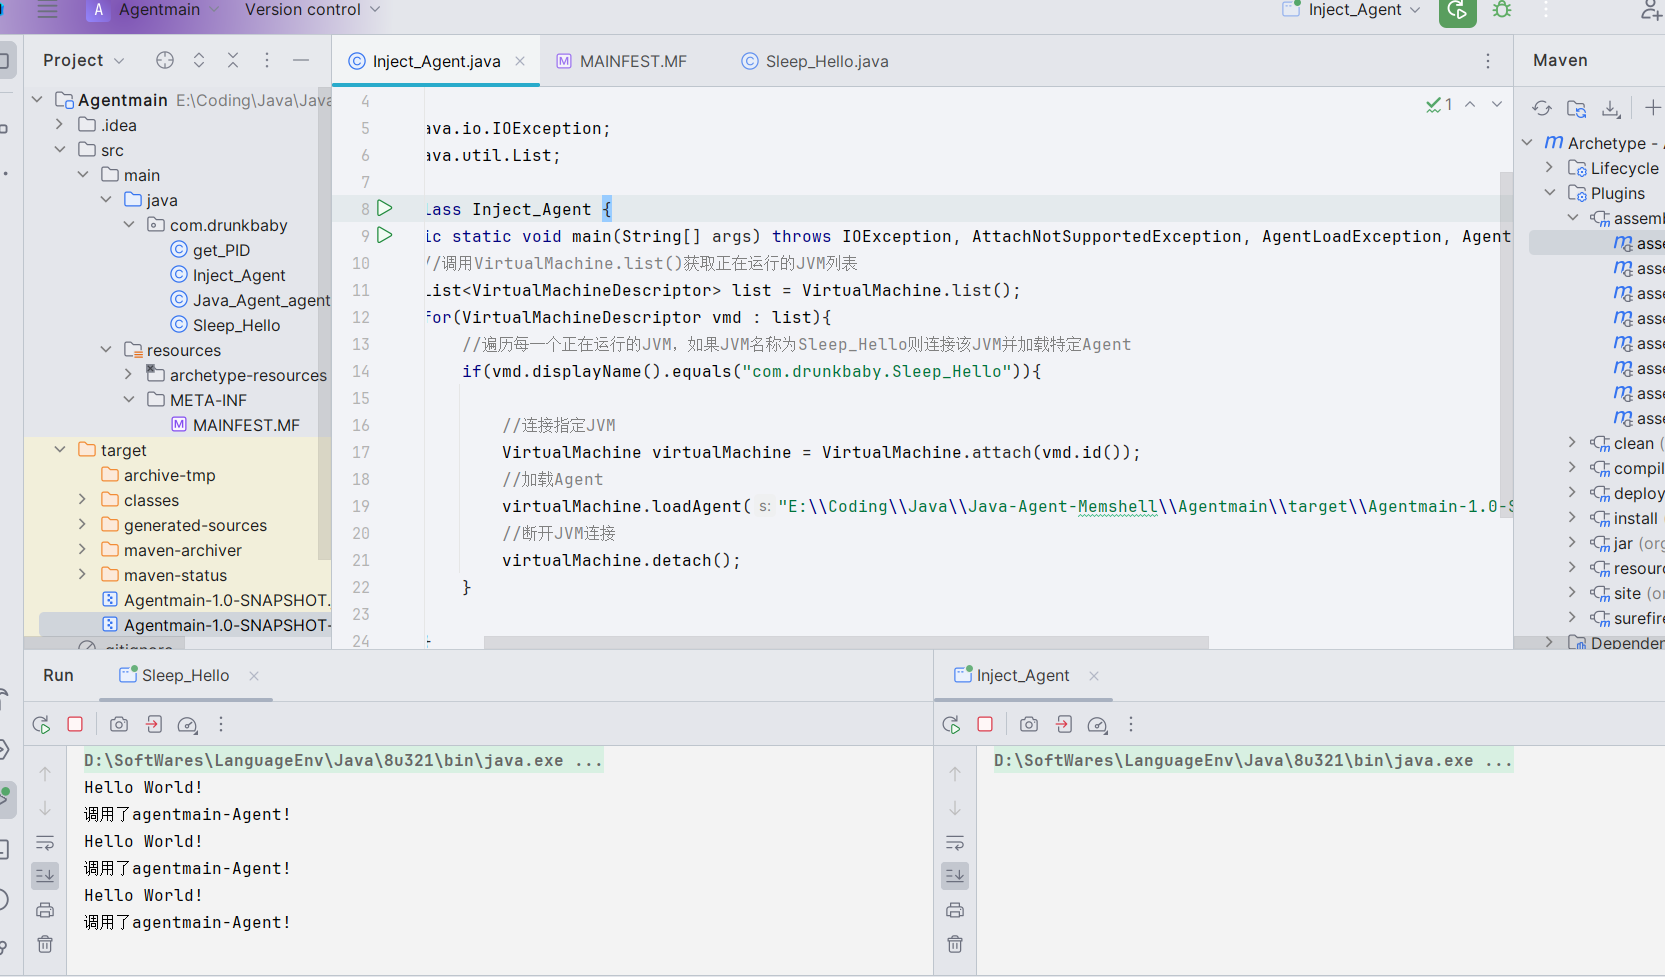 A Agentmain Version control Inject_Agent
Project
Inject_Agent.java MAINFEST.MF Sleep_Hello.java
Maven
Agentmain E:\Coding\Java\Java
.idea
src
main
java
com.drunkbaby
get_PID
Inject_Agent
Java_Agent_agent
Sleep_Hello
resources
archetype-resources
META-INF
MAINFEST.MF
target
archive-tmp
classes
generated-sources
maven-archiver
maven-status
Agentmain-1.0-SNAPSHOT.
Agentmain-1.0-SNAPSHOT-
.gitignore
1
4
5 ava.io.IOException;
6 ava.util.List;
7
8 lass Inject_Agent {
9 ic static void main(String[] args) throws IOException, AttachNotSupportedException, AgentLoadException, Agent
10 //调用VirtualMachine.list()获取正在运行的JVM列表
11 List<VirtualMachineDescriptor> list = VirtualMachine.list();
12 for(VirtualMachineDescriptor vmd : list){
13 //遍历每一个正在运行的JVM，如果JVM名称为Sleep_Hello则连接该JVM并加载特定Agent
14 if(vmd.displayName().equals("com.drunkbaby.Sleep_Hello")){
15
16 //连接指定JVM
17 VirtualMachine virtualMachine = VirtualMachine.attach(vmd.id());
18 //加载Agent
19 virtualMachine.loadAgent( s: "E:\\Coding\\Java\\Java-Agent-Memshell\\Agentmain\\target\\Agentmain-1.0-S
20 //断开JVM连接
21 virtualMachine.detach();
22 }
23
24
Archetype -
Lifecycle
Plugins
assemb
asse
asse
asse
asse
asse
asse
asse
asse
clean (
compil
deploy
install (
jar (org
resourc
site (or
surefire
Depender
Run Sleep_Hello
D:\SoftWares\LanguageEnv\Java\8u321\bin\java.exe ...
Hello World!
调用了agentmain-Agent!
Hello World!
调用了agentmain-Agent!
Hello World!
调用了agentmain-Agent!
Inject_Agent
D:\SoftWares\LanguageEnv\Java\8u321\bin\java.exe ...